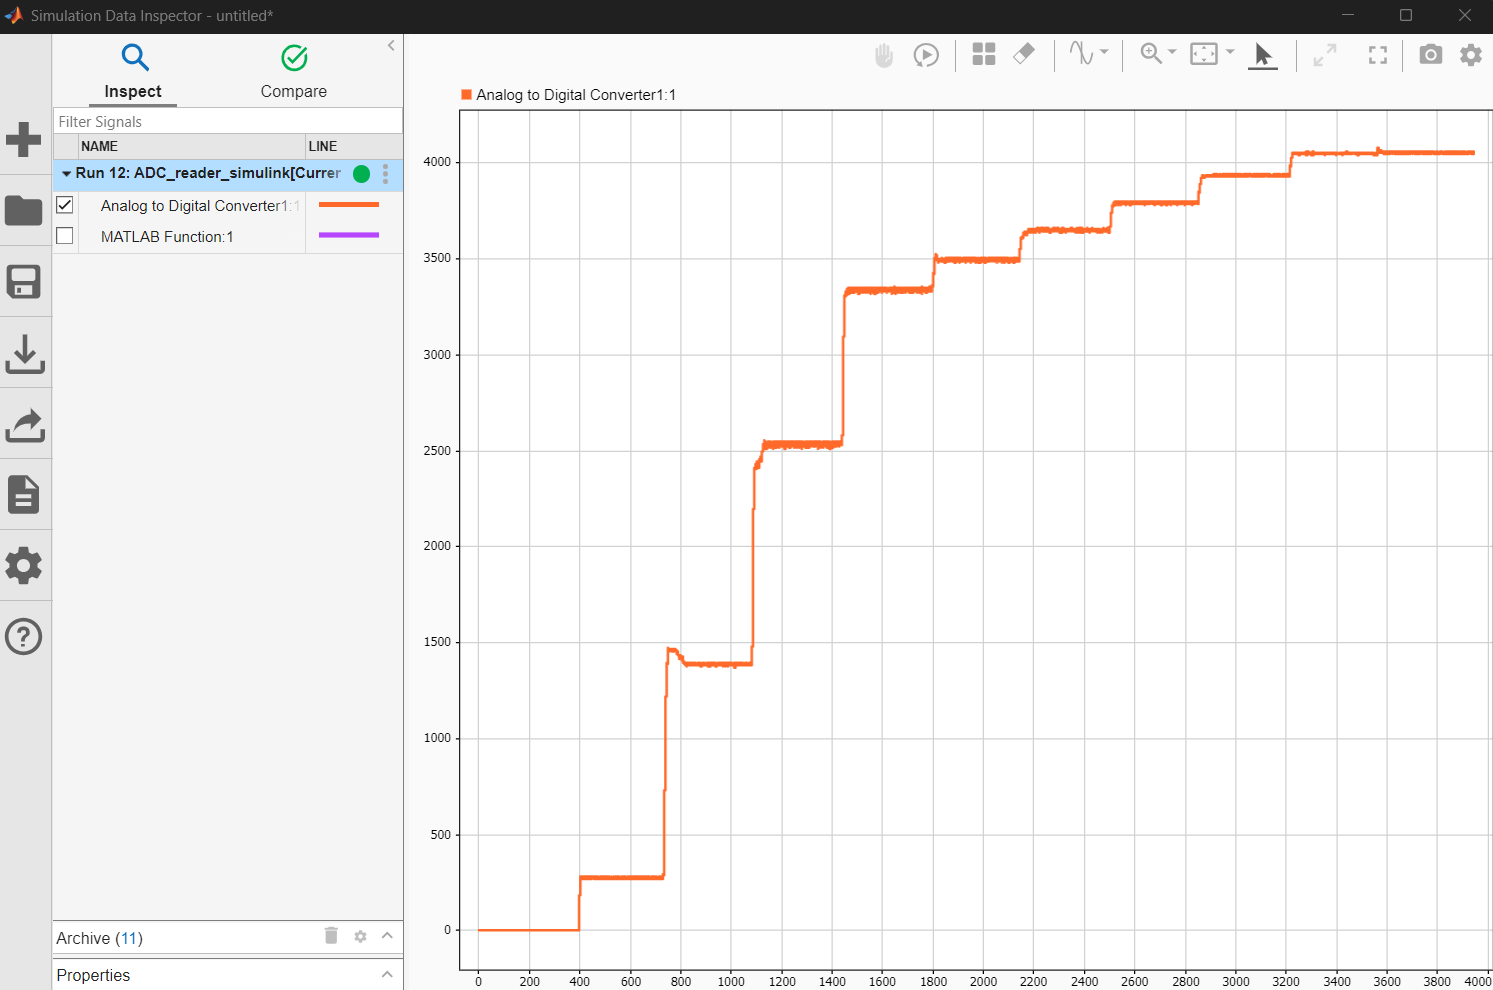 Simulation Data Inspector - untitled*
Inspect
Compare
Filter Signals
NAME
LINE
Run 12: ADC_reader_simulink[Curren
Analog to Digital Converter1:1
MATLAB Function:1
Archive (11)
Properties
Analog to Digital Converter1:1
4000
3500
3000
2500
2000
1500
1000
500
0
0 200 400 600 800 1000 1200 1400 1600 1800 2000 2200 2400 2600 2800 3000 3200 3400 3600 3800 4000